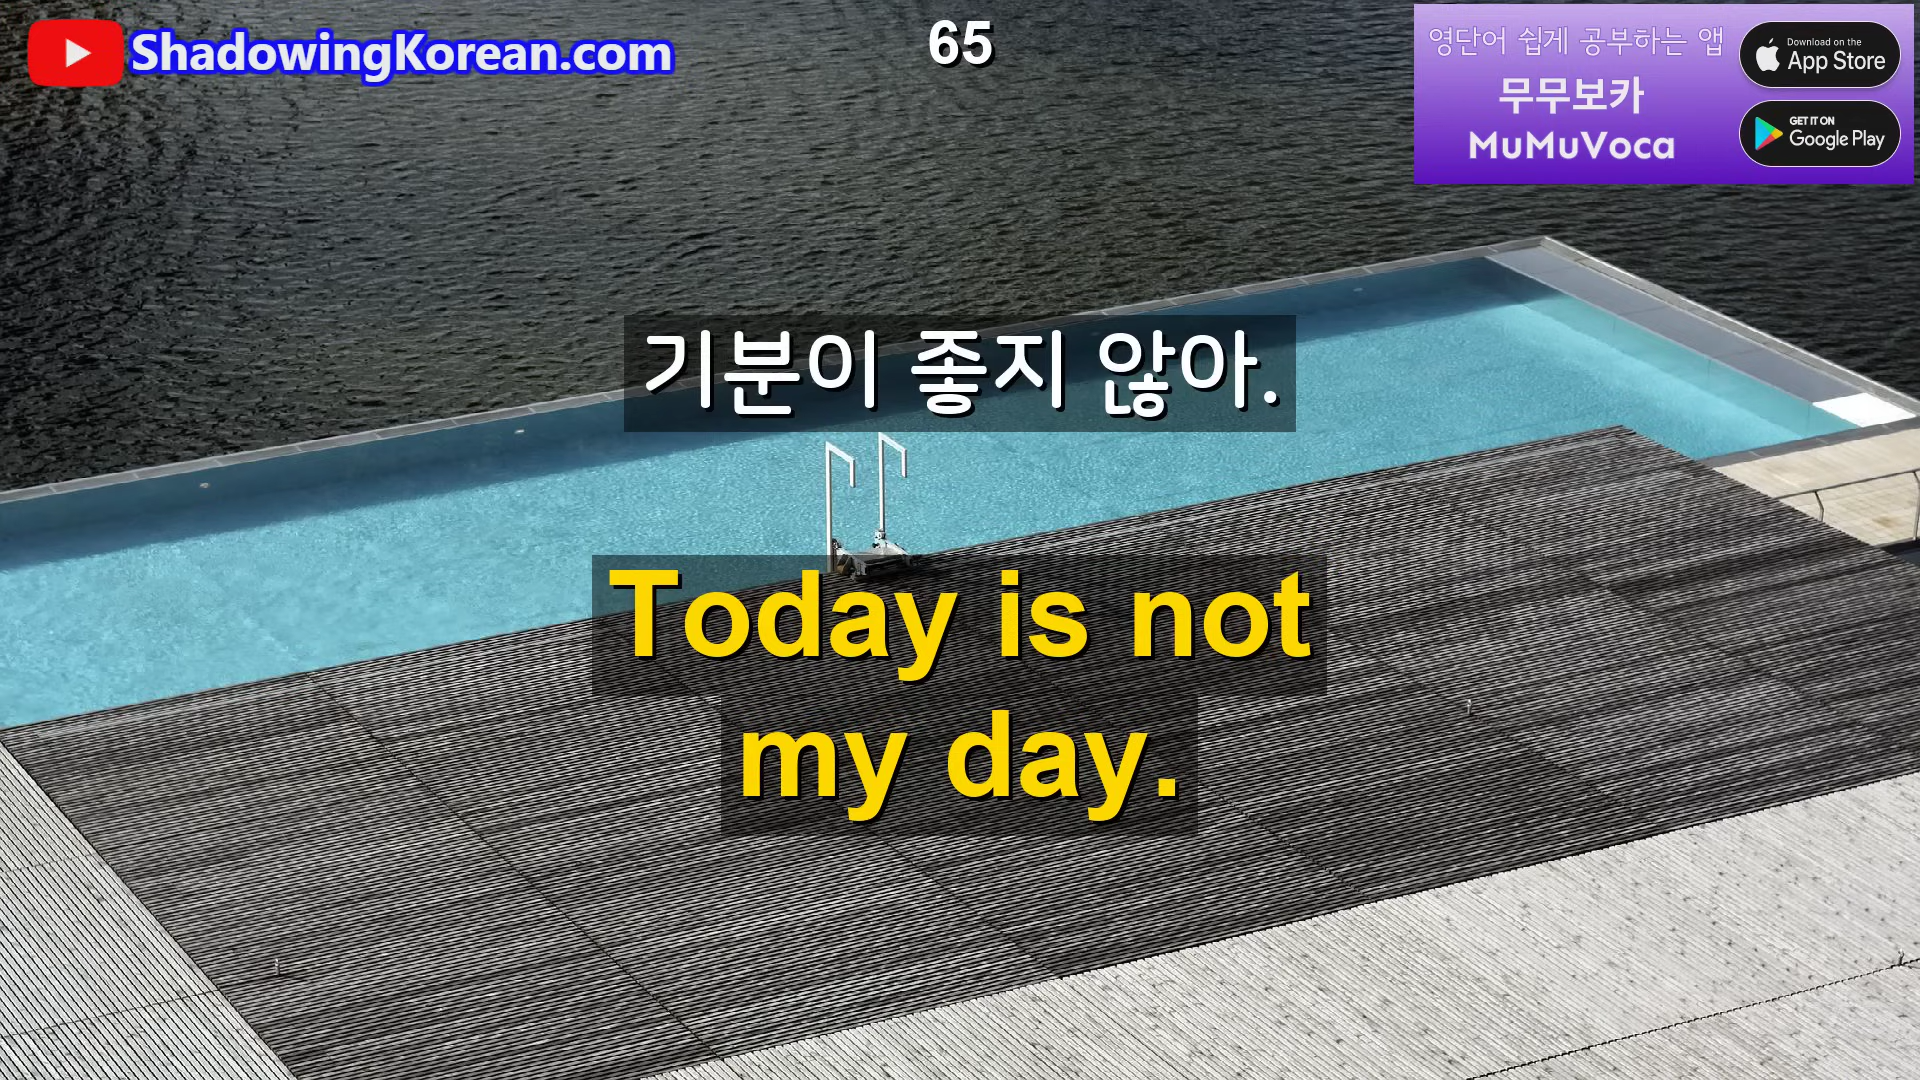 ShadowingKorean.com
65
영단어 쉽게 공부하는 앱
무무보카
MuMuVoca
Download on the
App Store
GET IT ON
Google Play
기분이 좋지 않아.
Today is not
my day.